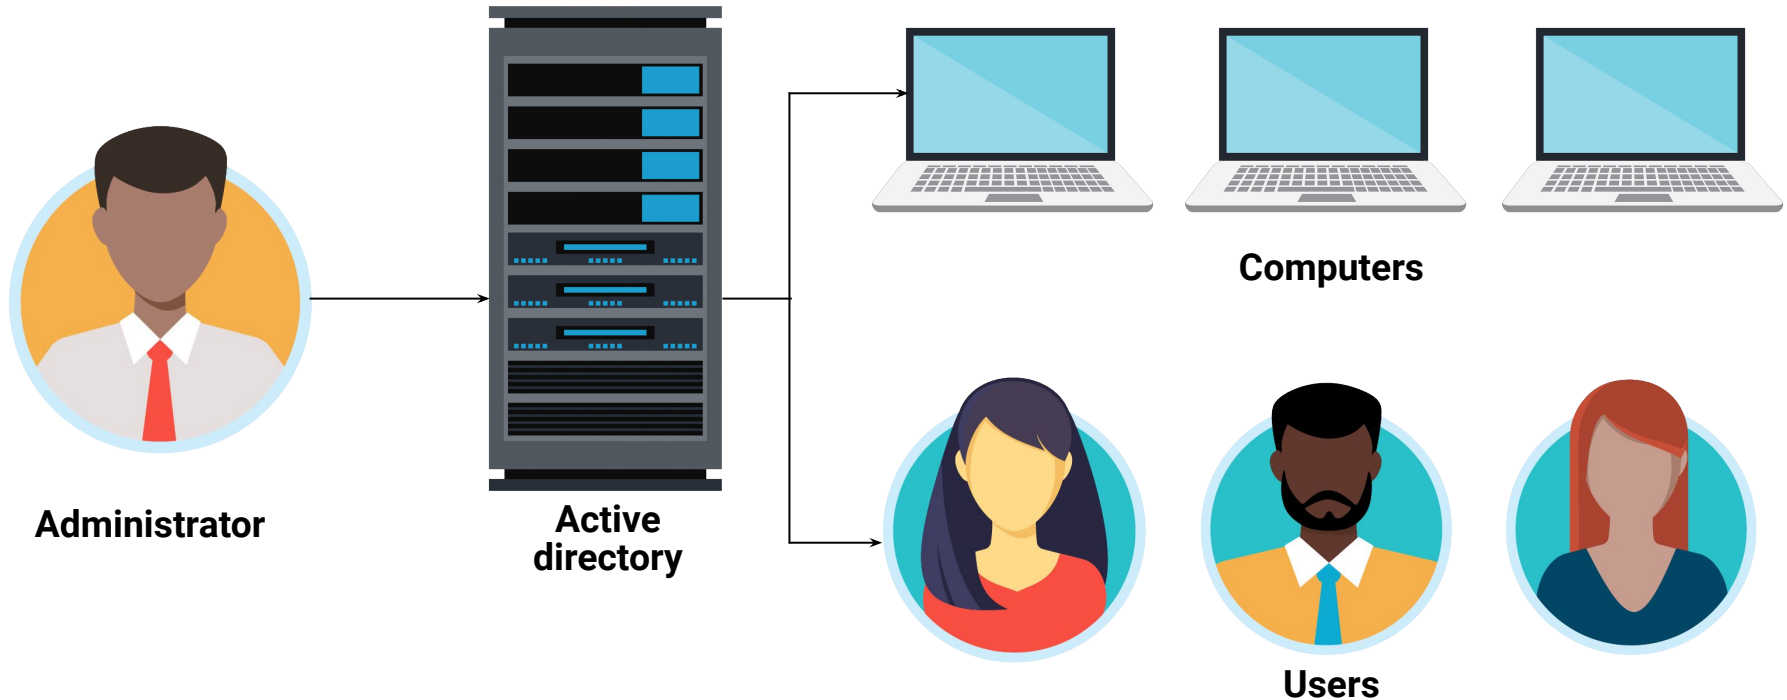 Administrator
Active
directory
Computers
Users